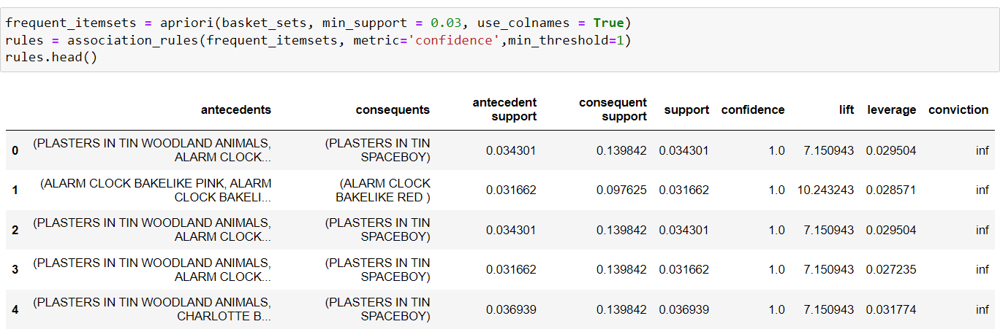 frequent_itemsets = apriori(basket_sets, min_support = 0.03, use_colnames = True)
rules = association_rules(frequent_itemsets, metric='confidence',min_threshold=1)
rules.head()
antecedents consequents antecedent support consequent support support confidence lift leverage conviction
0 (PLASTERS IN TIN WOODLAND ANIMALS, ALARM CLOCK... (PLASTERS IN TIN SPACEBOY) 0.034301 0.139842 0.034301 1.0 7.150943 0.029504 inf
1 (ALARM CLOCK BAKELIKE PINK, ALARM CLOCK BAKELI... (ALARM CLOCK BAKELIKE RED ) 0.031662 0.097625 0.031662 1.0 10.243243 0.028571 inf
2 (PLASTERS IN TIN WOODLAND ANIMALS, ALARM CLOCK... (PLASTERS IN TIN SPACEBOY) 0.034301 0.139842 0.034301 1.0 7.150943 0.029504 inf
3 (PLASTERS IN TIN WOODLAND ANIMALS, ALARM CLOCK... (PLASTERS IN TIN SPACEBOY) 0.031662 0.139842 0.031662 1.0 7.150943 0.027235 inf
4 (PLASTERS IN TIN WOODLAND ANIMALS, CHARLOTTE B... (PLASTERS IN TIN SPACEBOY) 0.036939 0.139842 0.036939 1.0 7.150943 0.031774 inf